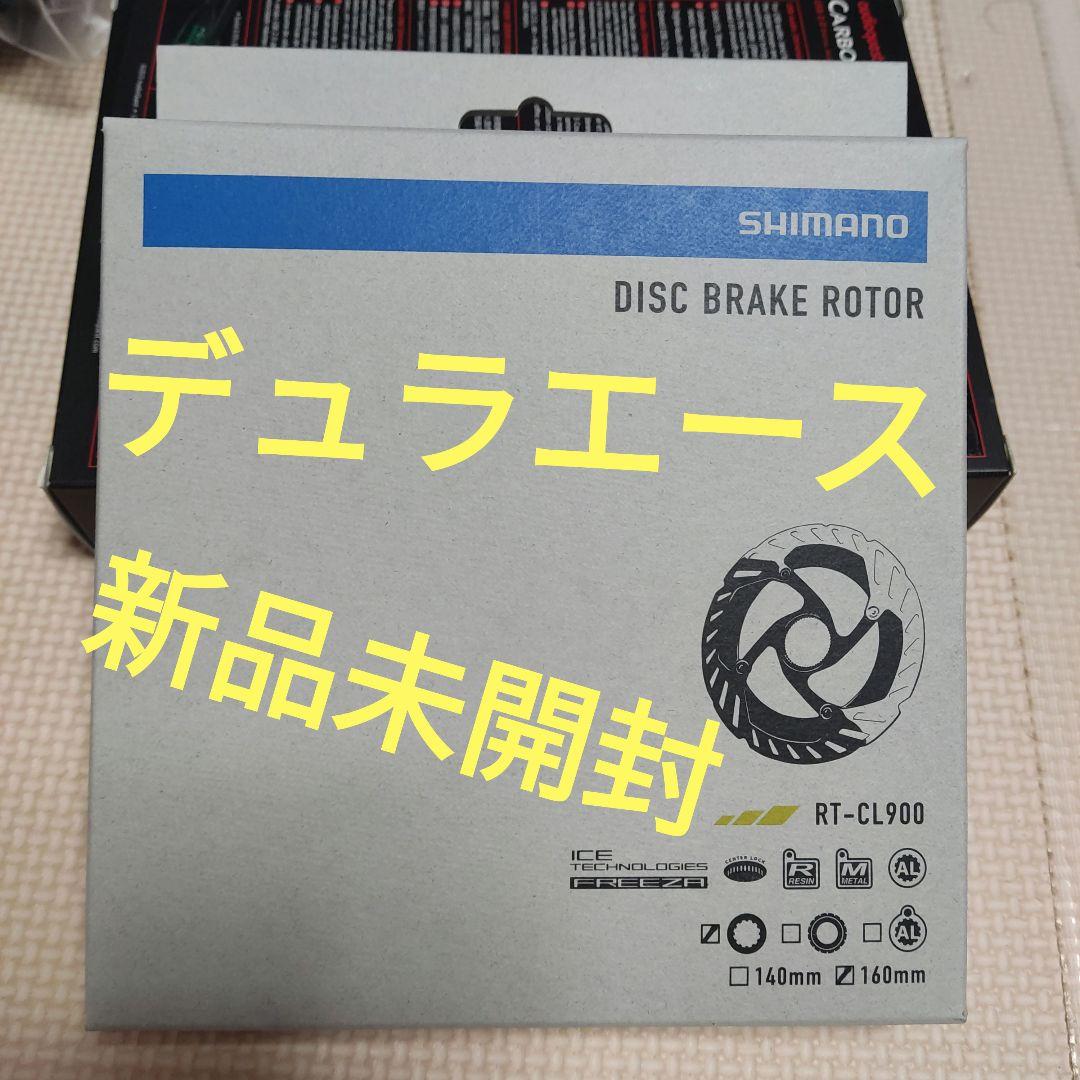 CARBO
SHIMANO
DISC BRAKE ROTOR
デュラエース
新品未開封
RT-CL900
ICE
TECHNOLOGIES
FREEZA
CENTER LOCK
R
RESIN
M
METAL
AL
AL
140mm
160mm